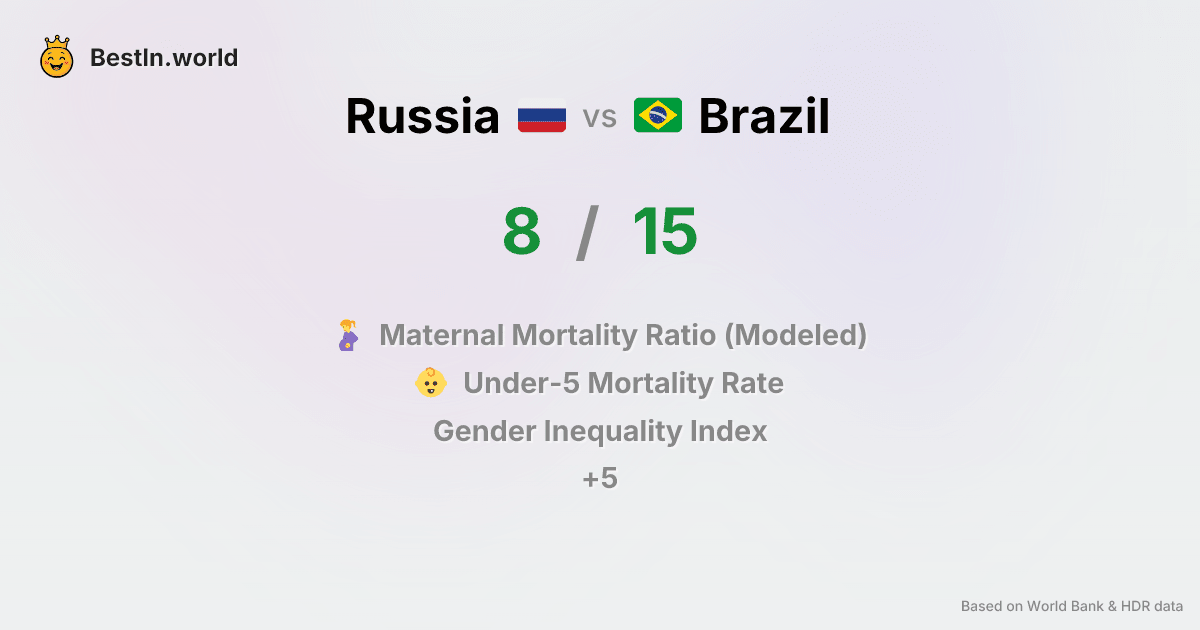 BestIn.world
Russia vs Brazil
8 / 15
Maternal Mortality Ratio (Modeled)
Under-5 Mortality Rate
Gender Inequality Index
+5
Based on World Bank & HDR data